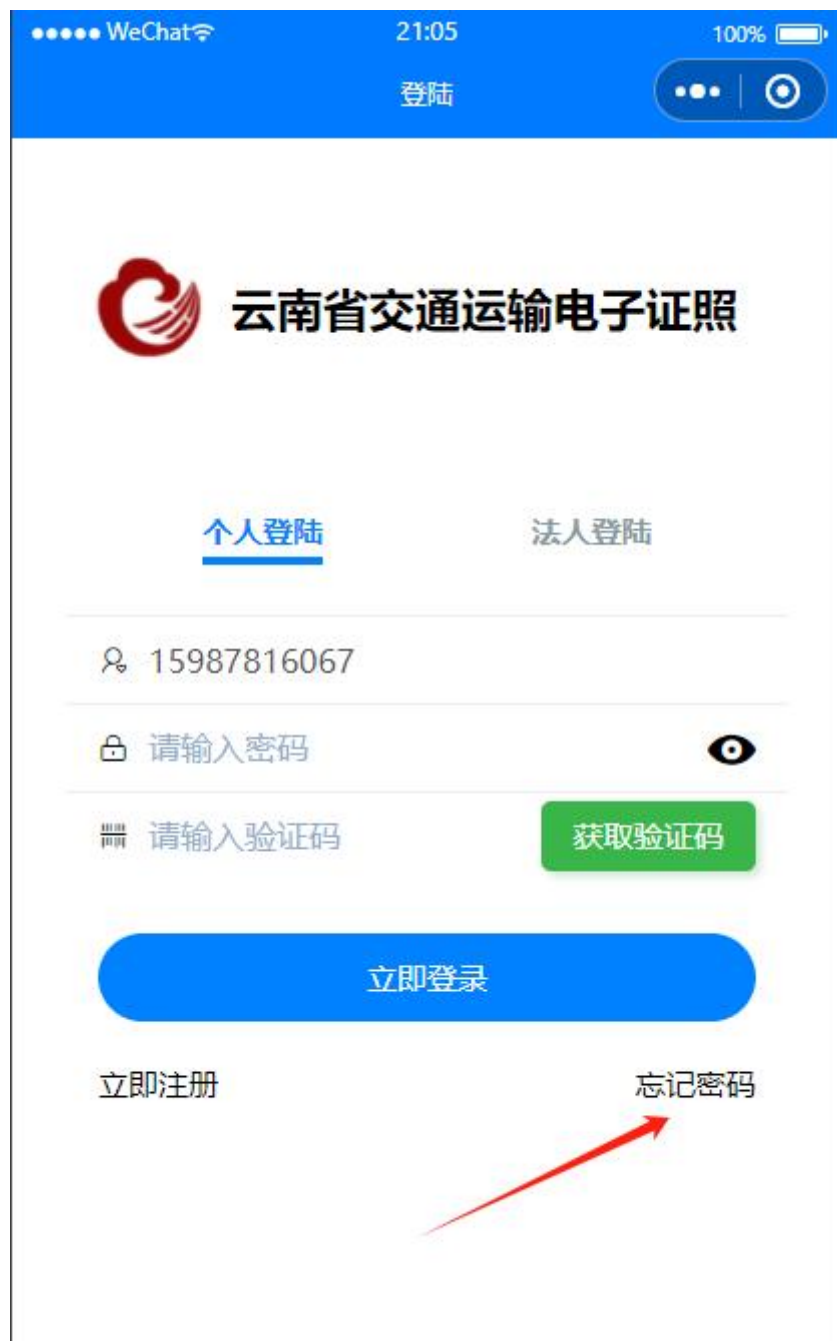 WeChat 21:05 100%
登陆
云南省交通运输电子证照
个人登陆 法人登陆
15987816067
请输入密码
请输入验证码 获取验证码
立即登录
立即注册 忘记密码